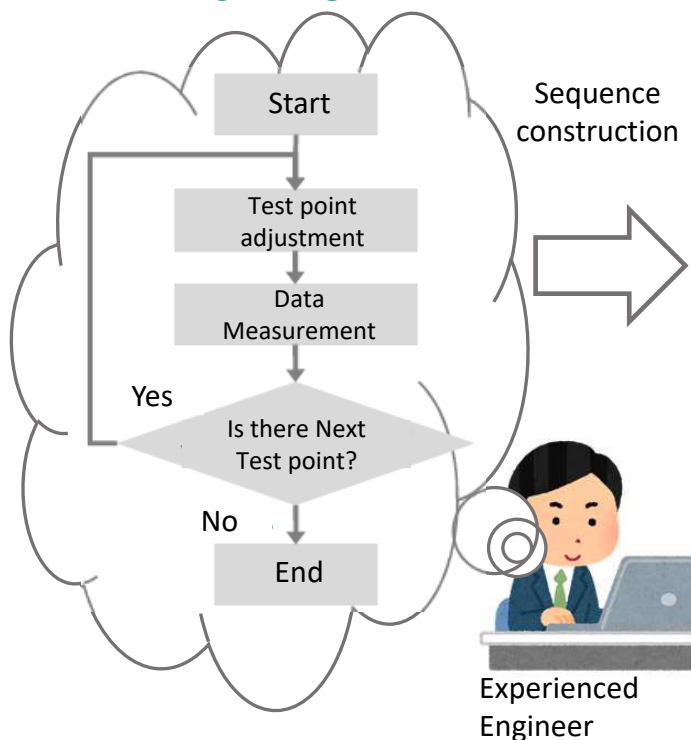 Start
Sequence
construction
Test point
adjustment
Data
Measurement
Yes
Is there Next
Test point?
No
End
Experienced
Engineer